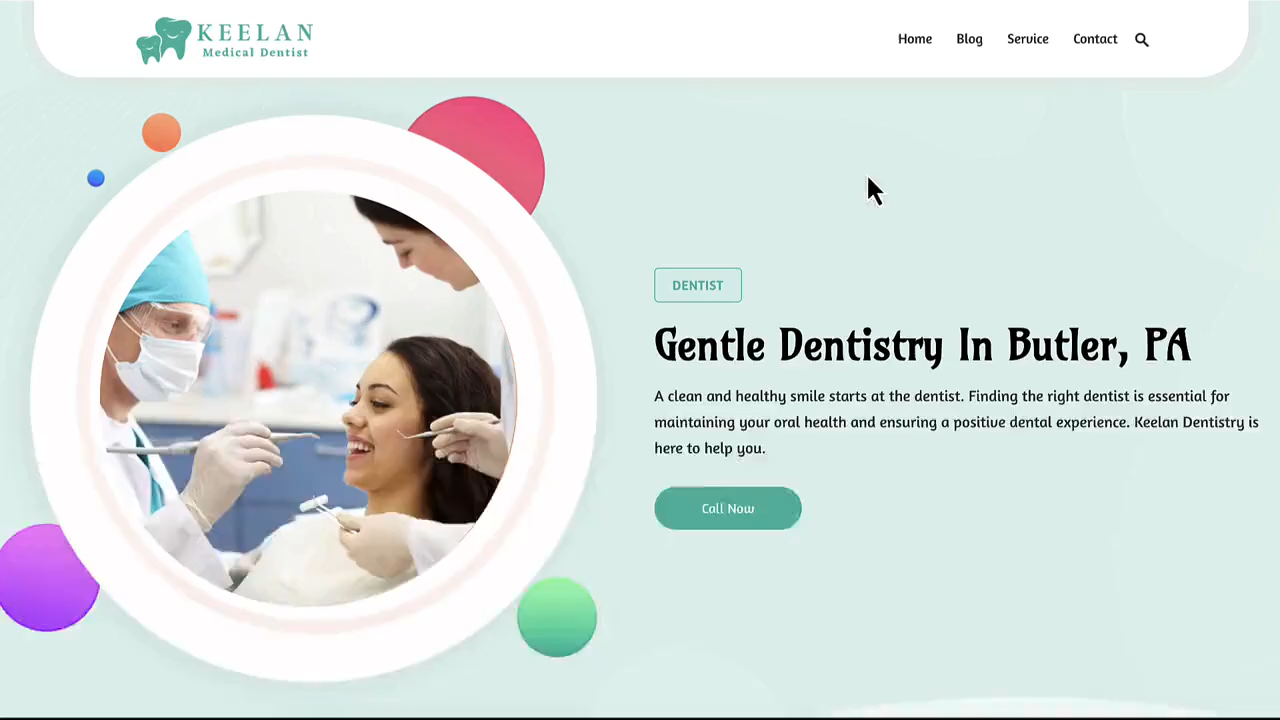 KEELAN
Medical Dentist
Home Blog Service Contact
DENTIST
Gentle Dentistry In Butler, PA
A clean and healthy smile starts at the dentist. Finding the right dentist is essential for
maintaining your oral health and ensuring a positive dental experience. Keelan Dentistry is
here to help you.
Call Now